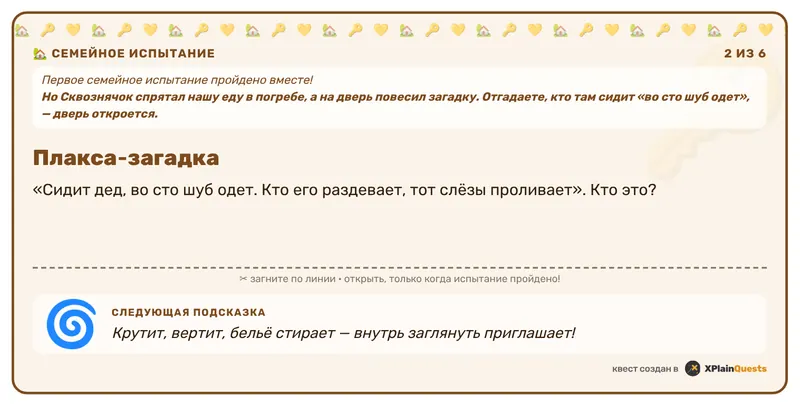 СЕМЕЙНОЕ ИСПЫТАНИЕ
2 ИЗ 6
Первое семейное испытание пройдено вместе!
Но Сквознячок спрятал нашу еду в погребе, а на дверь повесил загадку. Отгадаете, кто там сидит «во сто шуб одет»,
— дверь откроется.
Плакса-загадка
«Сидит дед, во сто шуб одет. Кто его раздевает, тот слёзы проливает». Кто это?
✂ загните по линии • открыть, только когда испытание пройдено!
СЛЕДУЮЩАЯ ПОДСКАЗКА
Крутит, вертит, бельё стирает — внутрь заглянуть приглашает!
квест создан в XPlainQuests